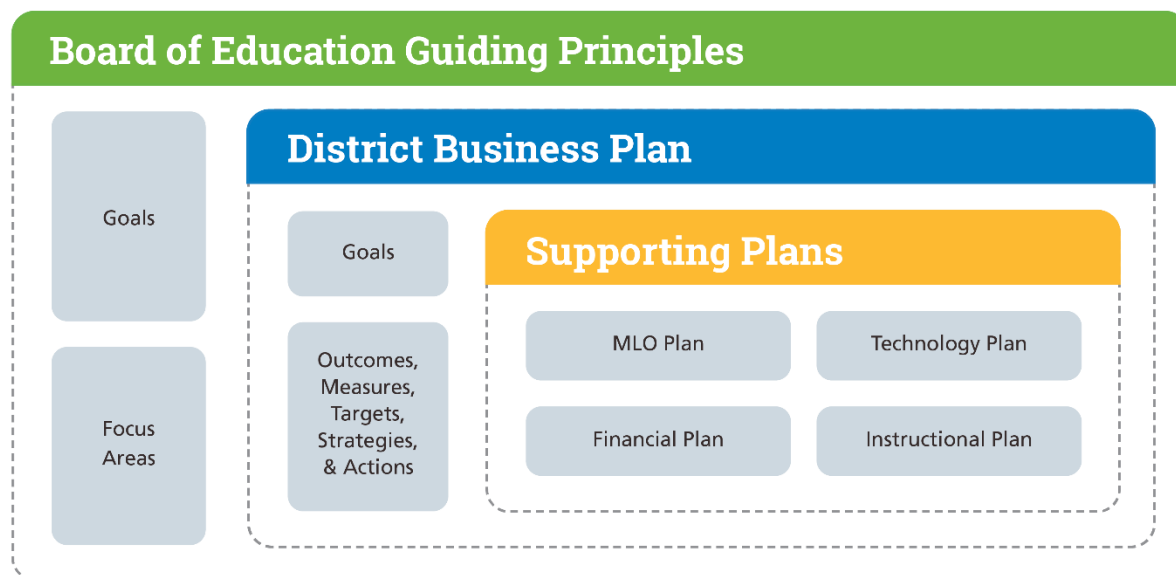 Board of Education Guiding Principles
Goals
Focus
Areas
District Business Plan
Goals
Outcomes,
Measures,
Targets,
Strategies,
& Actions
Supporting Plans
MLO Plan
Technology Plan
Financial Plan
Instructional Plan